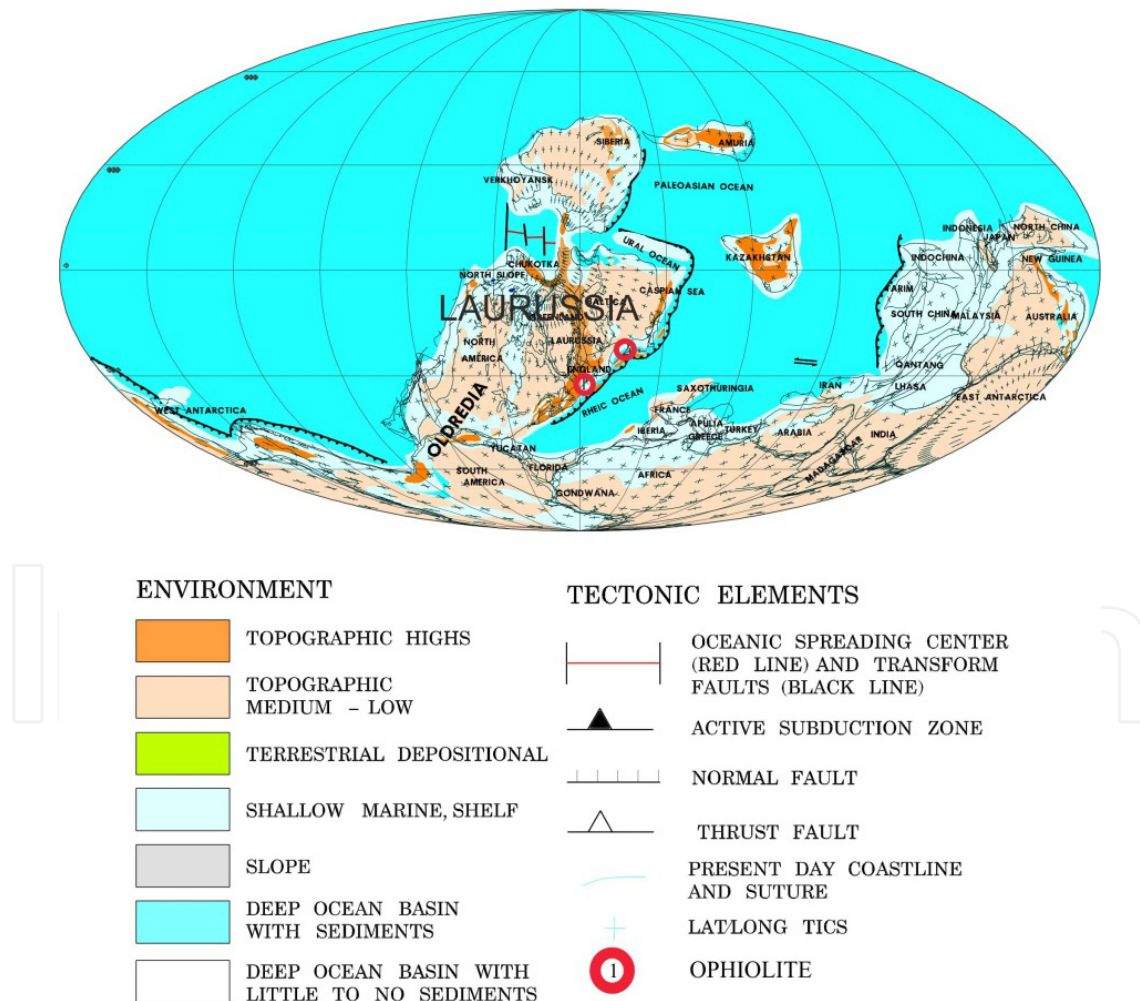 SIBERIA
AMURIA
VERKHOYANSK
PALEOASIAN OCEAN
INDONESIA
NORTH CHINA
JAPAN
URAL OCEAN
KAZAKHSTAN
INDOCHINA
NEW GUINEA
CHUKOTKA
NORTH SLOPE
CASPIAN SEA
TARIM
BALTICA
LAURUSSIA
GREENLAND
SOUTH CHINA
MALAYSIA
AUSTRALIA
NORTH
AMERICA
LAURUSSIA
ENGLAND
QANTANG
LHASA
IRAN
SAXOTHURINGIA
EAST ANTARCTICA
WEST ANTARCTICA
OLDREDIA
RHEIC OCEAN
FRANCE
IBERIA
APULIA
GREECE
TURKEY
ARABIA
INDIA
MADAGASCAR
YUCATAN
FLORIDA
SOUTH
AMERICA
AFRICA
GONDWANA
ENVIRONMENT
TOPOGRAPHIC HIGHS
TOPOGRAPHIC
MEDIUM – LOW
TERRESTRIAL DEPOSITIONAL
SHALLOW MARINE, SHELF
SLOPE
DEEP OCEAN BASIN
WITH SEDIMENTS
DEEP OCEAN BASIN WITH
LITTLE TO NO SEDIMENTS
TECTONIC ELEMENTS
OCEANIC SPREADING CENTER
(RED LINE) AND TRANSFORM
FAULTS (BLACK LINE)
ACTIVE SUBDUCTION ZONE
NORMAL FAULT
THRUST FAULT
PRESENT DAY COASTLINE
AND SUTURE
LAT/LONG TICS
1 OPHIOLITE